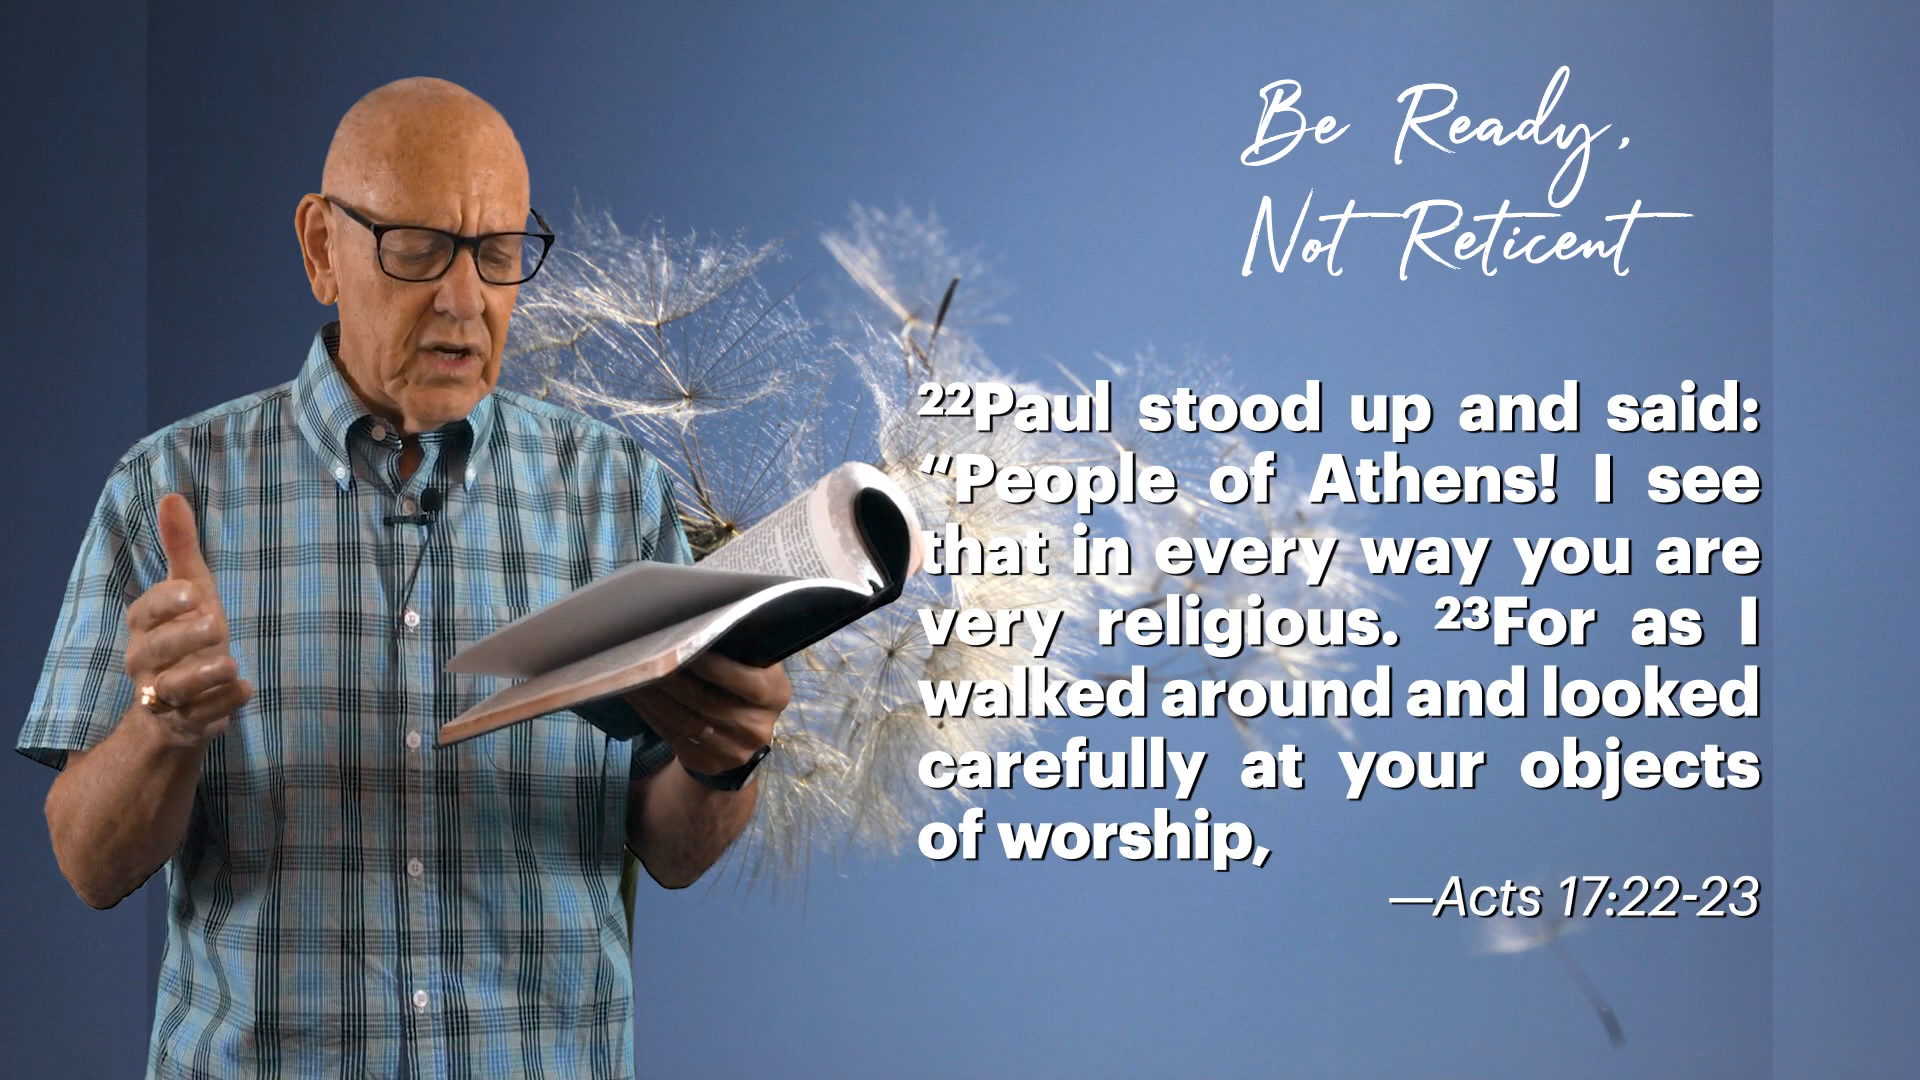 Be Ready,
Not Reticent
²²Paul stood up and said:
“People of Athens! I see
that in every way you are
very religious. ²³For as I
walked around and looked
carefully at your objects
of worship,
—Acts 17:22-23